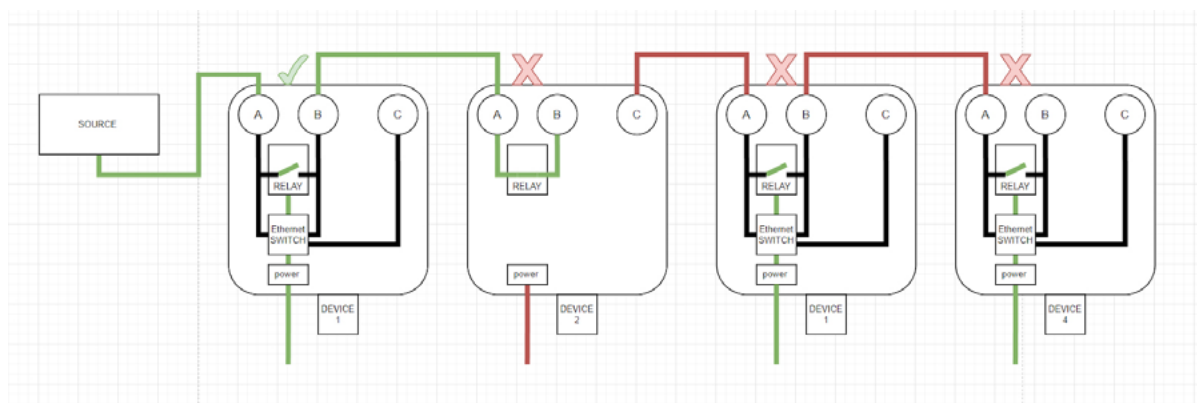 SOURCE
A
B
C
RELAY
Ethernet
SWITCH
power
DEVICE
1
A
B
C
RELAY
power
DEVICE
2
A
B
C
RELAY
Ethernet
SWITCH
power
DEVICE
1
A
B
C
RELAY
Ethernet
SWITCH
power
DEVICE
4